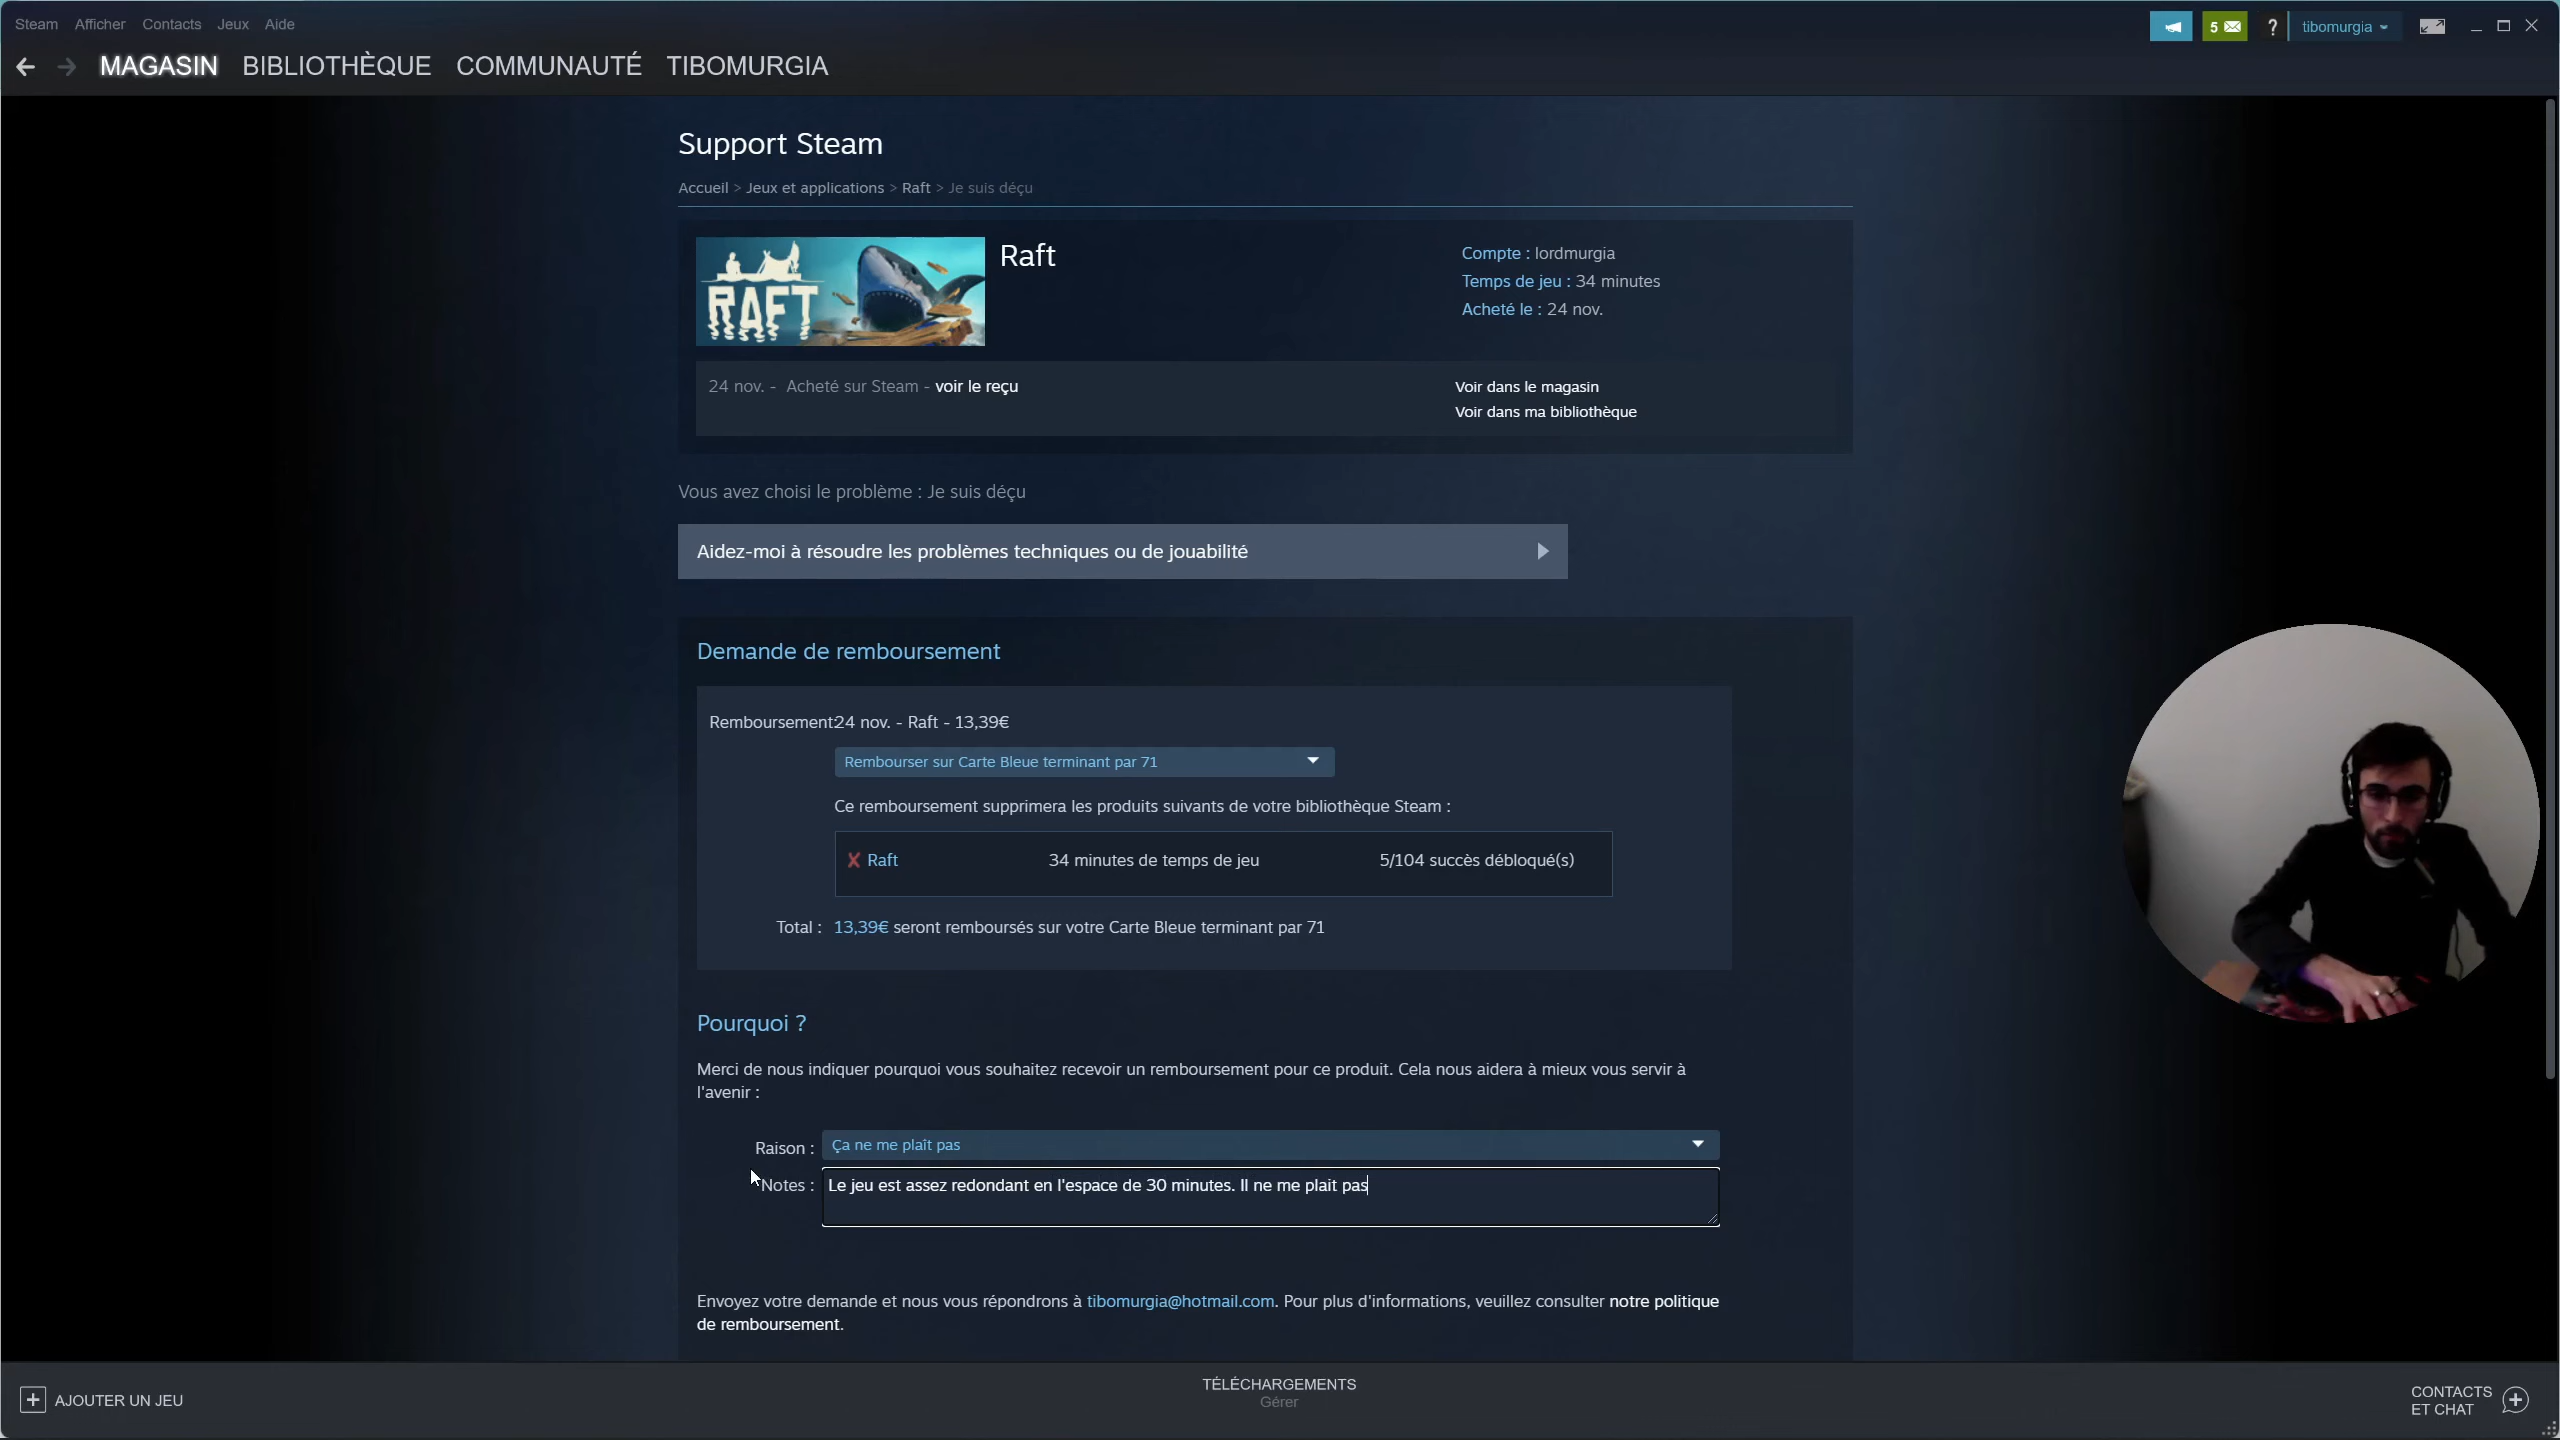 Steam Afficher Contacts Jeux Aide
5 ? tibomurgia
MAGASIN BIBLIOTHÈQUE COMMUNAUTÉ TIBOMURGIA
Support Steam
Accueil > Jeux et applications > Raft > Je suis déçu
RAFT
Raft
Compte : lordmurgia
Temps de jeu : 34 minutes
Acheté le : 24 nov.
24 nov. - Acheté sur Steam - voir le reçu
Voir dans le magasin
Voir dans ma bibliothèque
Vous avez choisi le problème : Je suis déçu
Aidez-moi à résoudre les problèmes techniques ou de jouabilité
Demande de remboursement
Remboursement:24 nov. - Raft - 13,39€
Rembourser sur Carte Bleue terminant par 71
Ce remboursement supprimera les produits suivants de votre bibliothèque Steam :
Raft 34 minutes de temps de jeu 5/104 succès débloqué(s)
Total : 13,39€ seront remboursés sur votre Carte Bleue terminant par 71
Pourquoi ?
Merci de nous indiquer pourquoi vous souhaitez recevoir un remboursement pour ce produit. Cela nous aidera à mieux vous servir à
l'avenir :
Raison : Ça ne me plaît pas
Notes : Le jeu est assez redondant en l'espace de 30 minutes. Il ne me plait pas
Envoyez votre demande et nous vous répondrons à tibomurgia@hotmail.com. Pour plus d'informations, veuillez consulter notre politique
de remboursement.
AJOUTER UN JEU
TÉLÉCHARGEMENTS
Gérer
CONTACTS
ET CHAT